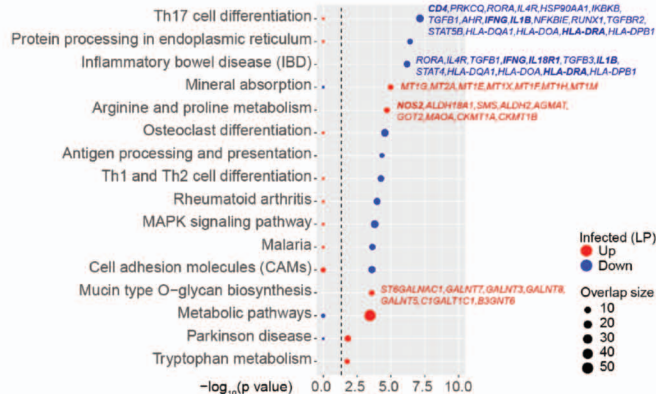 Th17 cell differentiation
CD4,PRKCQ,RORA,IL4R,HSP90AA1,IKBKB,
TGFB1,AHR,IFNG,IL1B,NFKBIE,RUNX1,TGFBR2,
STAT5B,HLA-DQA1,HLA-DOA,HLA-DRA,HLA-DPB1
Protein processing in endoplasmic reticulum
Inflammatory bowel disease (IBD)
RORA,IL4R,TGFB1,IFNG,IL18R1,TGFB3,IL1B,
STAT4,HLA-DQA1,HLA-DOA,HLA-DRA,HLA-DPB1
Mineral absorption
MT1G,MT2A,MT1E,MT1X,MT1F,MT1H,MT1M
Arginine and proline metabolism
NOS2,ALDH18A1,SMS,ALDH2,AGMAT,
GOT2,MAOA,CKMT1A,CKMT1B
Osteoclast differentiation
Antigen processing and presentation
Th1 and Th2 cell differentiation
Rheumatoid arthritis
MAPK signaling pathway
Malaria
Cell adhesion molecules (CAMs)
Mucin type O−glycan biosynthesis
ST6GALNAC1,GALNT7,GALNT3,GALNT8,
GALNT5,C1GALT1C1,B3GNT6
Metabolic pathways
Parkinson disease
Tryptophan metabolism
−log10(p value)
0.0 2.5 5.0 7.5 10.0
Infected (LP)
Up
Down
Overlap size
10
20
30
40
50